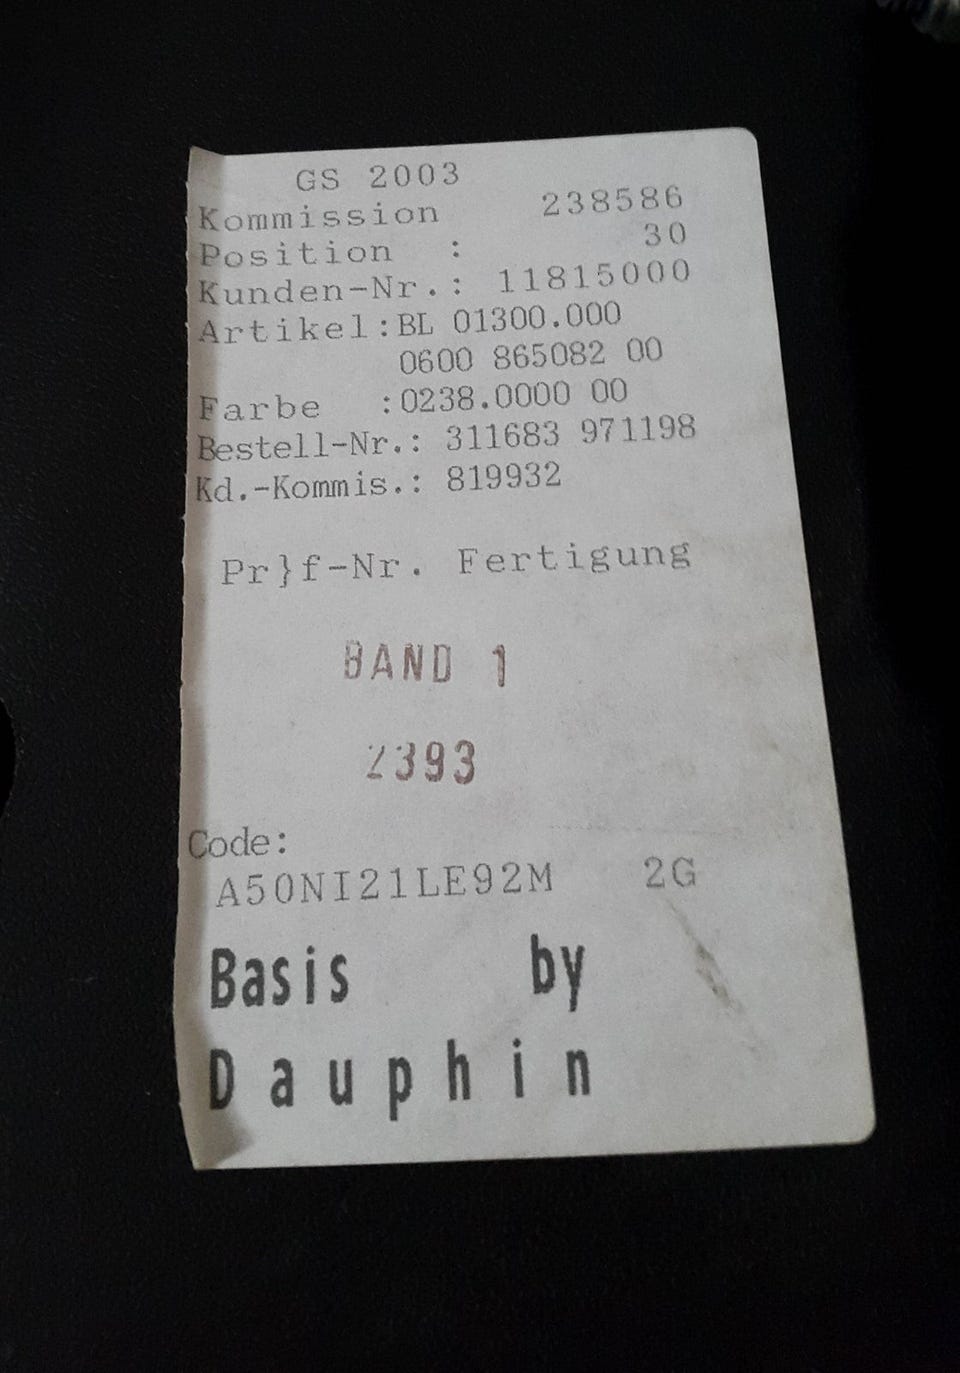 GS 2003
Kommission 238586
Position : 30
Kunden-Nr.: 11815000
Artikel:BL 01300.000
0600 865082 00
Farbe :0238.0000 00
Bestell-Nr.: 311683 971198
Kd.-Kommis.: 819932
Pr}f-Nr. Fertigung
BAND 1
2393
Code:
A50NI21LE92M 2G
Basis by
Dauphin